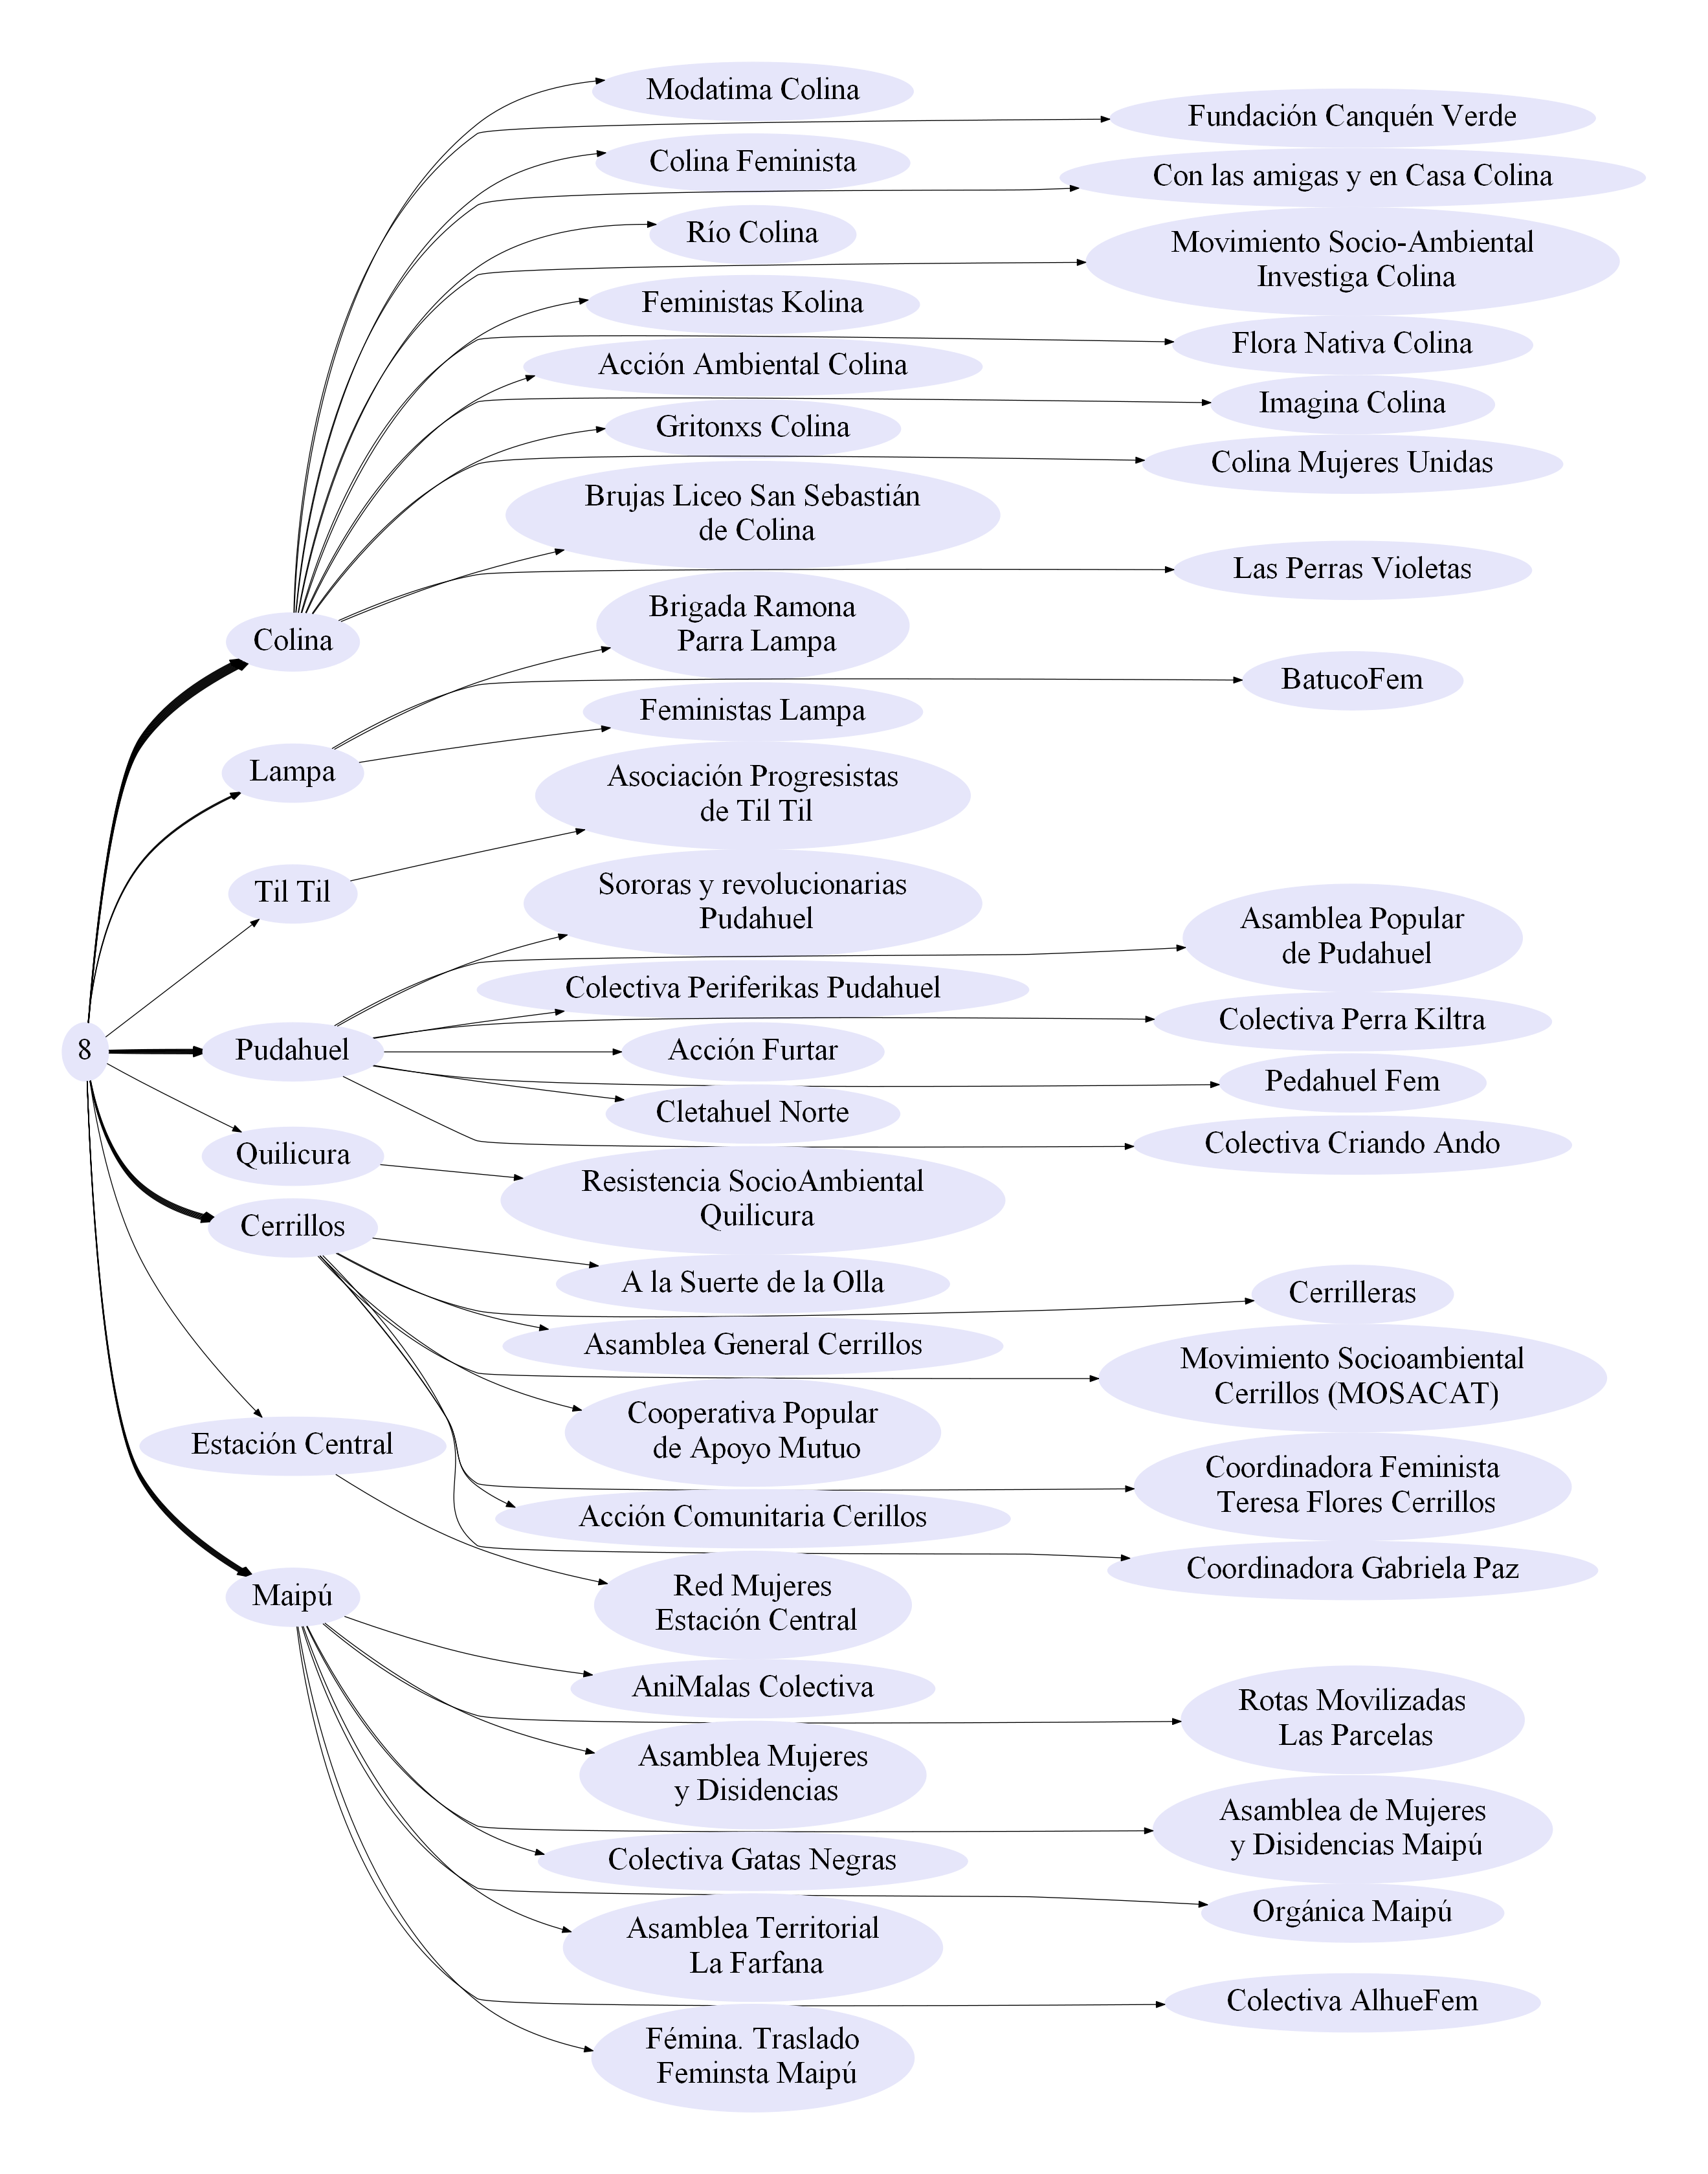 Modatima Colina
Fundación Canquén Verde
Colina Feminista
Con las amigas y en Casa Colina
Río Colina
Movimiento Socio-Ambiental
Investiga Colina
Feministas Kolina
Flora Nativa Colina
Acción Ambiental Colina
Imagina Colina
Gritonxs Colina
Colina Mujeres Unidas
Brujas Liceo San Sebastián
de Colina
Las Perras Violetas
Colina
Brigada Ramona
Parra Lampa
BatucoFem
Feministas Lampa
Lampa
Asociación Progresistas
de Til Til
Til Til
Sororas y revolucionarias
Pudahuel
Asamblea Popular
de Pudahuel
Colectiva Periferikas Pudahuel
Colectiva Perra Kiltra
8
Pudahuel
Acción Furtar
Pedahuel Fem
Cletahuel Norte
Colectiva Criando Ando
Quilicura
Resistencia SocioAmbiental
Quilicura
Cerrillos
A la Suerte de la Olla
Cerrilleras
Asamblea General Cerrillos
Movimiento Socioambiental
Cerrillos (MOSACAT)
Cooperativa Popular
de Apoyo Mutuo
Estación Central
Coordinadora Feminista
Teresa Flores Cerrillos
Acción Comunitaria Cerillos
Coordinadora Gabriela Paz
Red Mujeres
Estación Central
Maipú
AniMalas Colectiva
Rotas Movilizadas
Las Parcelas
Asamblea Mujeres
y Disidencias
Asamblea de Mujeres
y Disidencias Maipú
Colectiva Gatas Negras
Orgánica Maipú
Asamblea Territorial
La Farfana
Colectiva AlhueFem
Fémina. Traslado
Feminsta Maipú